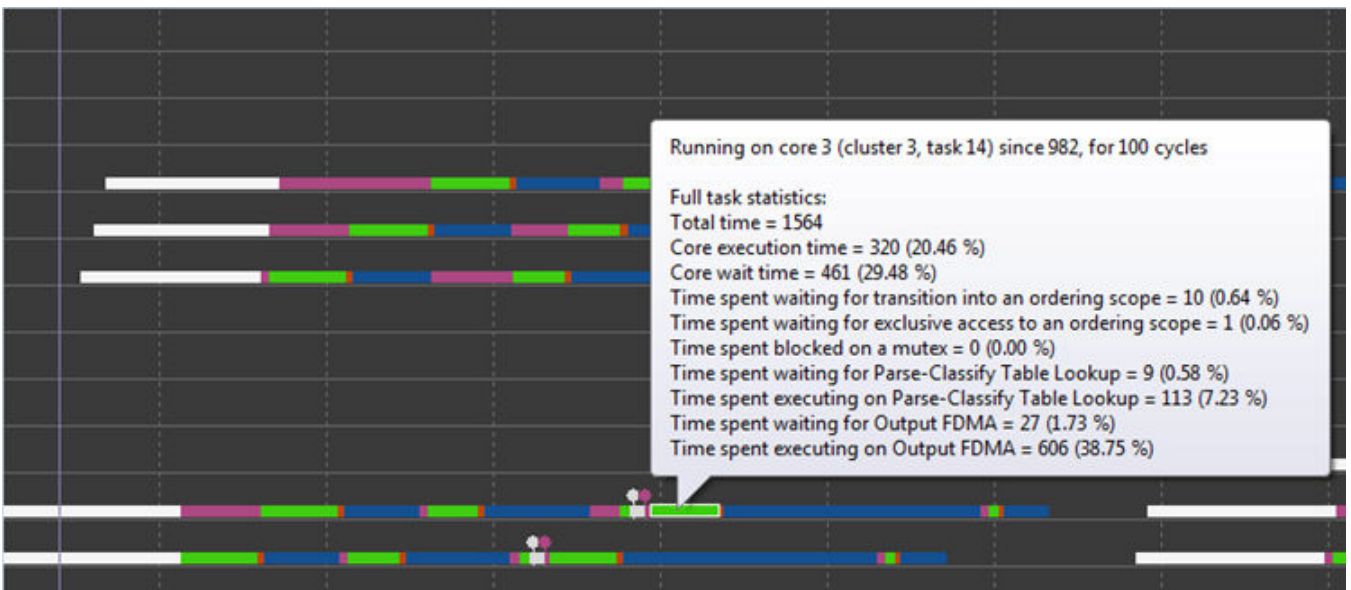 Running on core 3 (cluster 3, task 14) since 982, for 100 cycles
Full task statistics:
Total time = 1564
Core execution time = 320 (20.46 %)
Core wait time = 461 (29.48 %)
Time spent waiting for transition into an ordering scope = 10 (0.64 %)
Time spent waiting for exclusive access to an ordering scope = 1 (0.06 %)
Time spent blocked on a mutex = 0 (0.00 %)
Time spent waiting for Parse-Classify Table Lookup = 9 (0.58 %)
Time spent executing on Parse-Classify Table Lookup = 113 (7.23 %)
Time spent waiting for Output FDMA = 27 (1.73 %)
Time spent executing on Output FDMA = 606 (38.75 %)